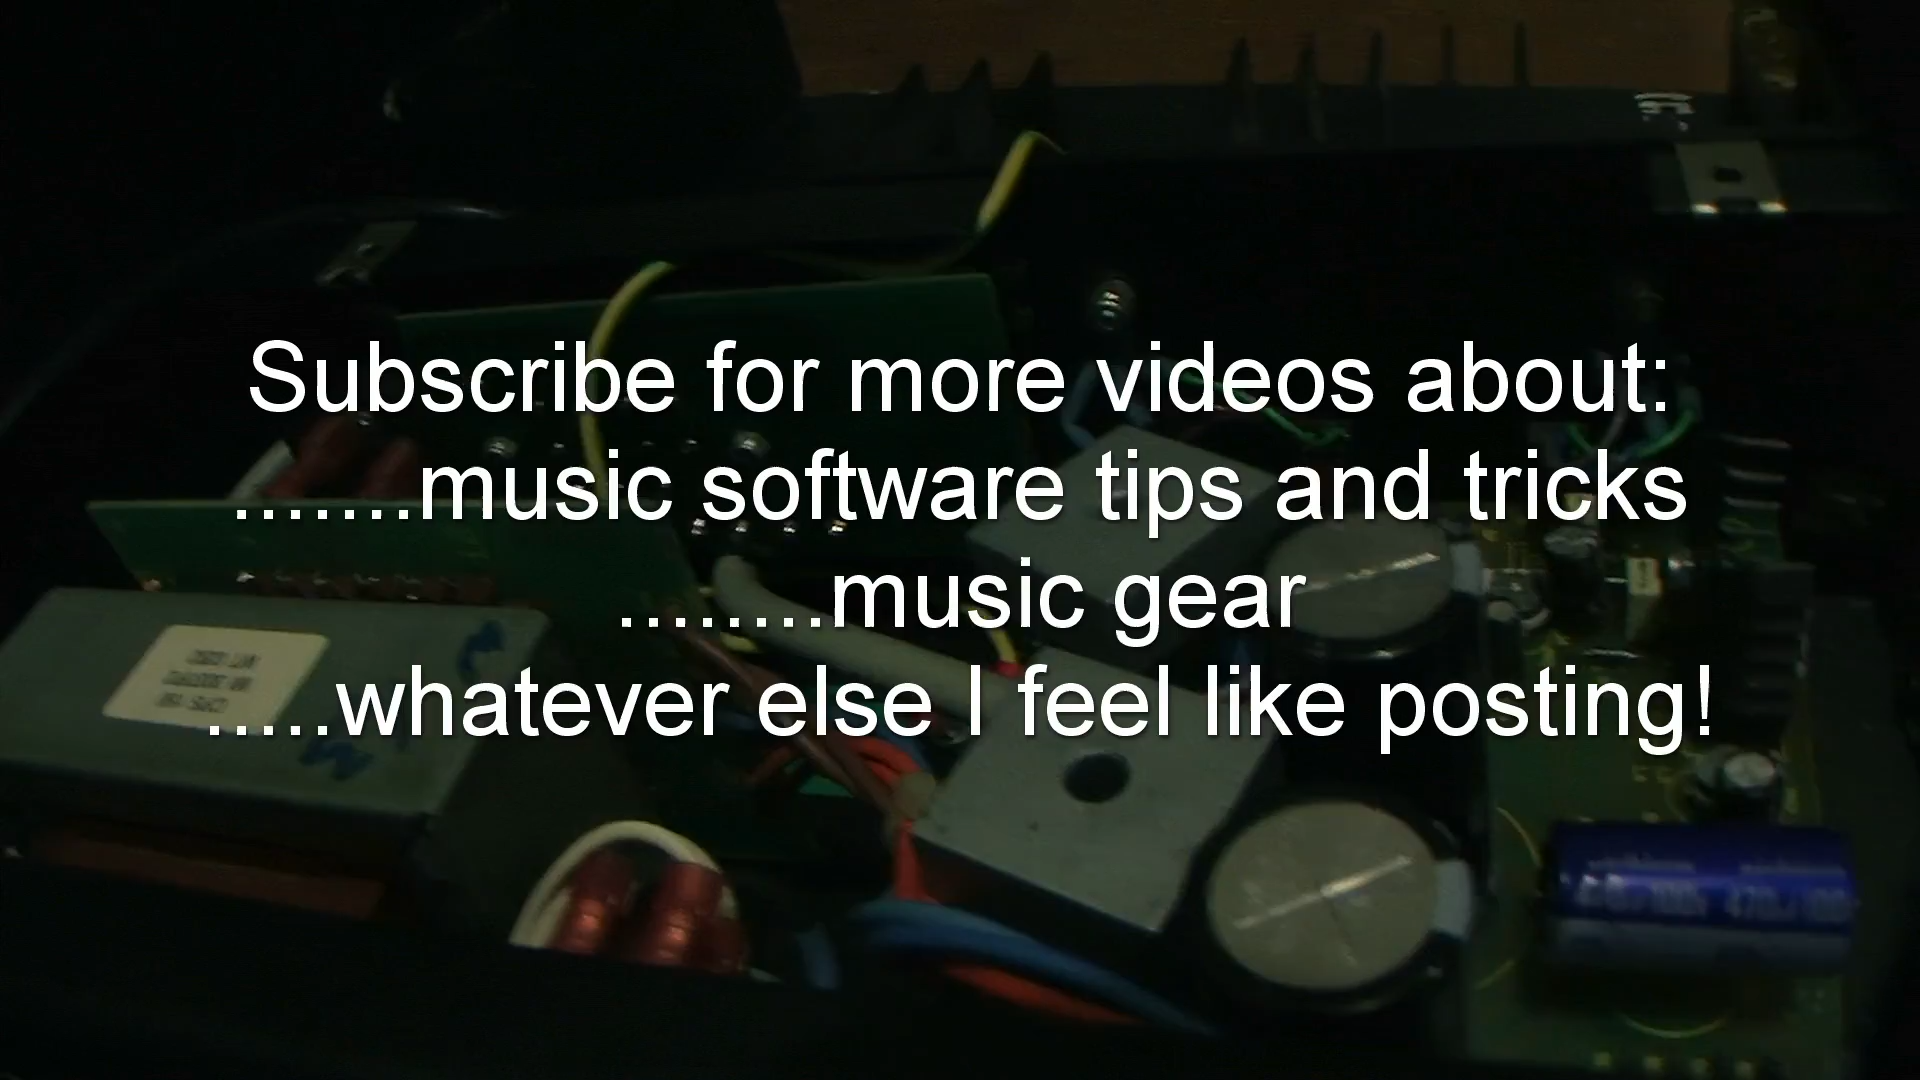 Subscribe for more videos about:
.......music software tips and tricks
........music gear
.....whatever else I feel like posting!